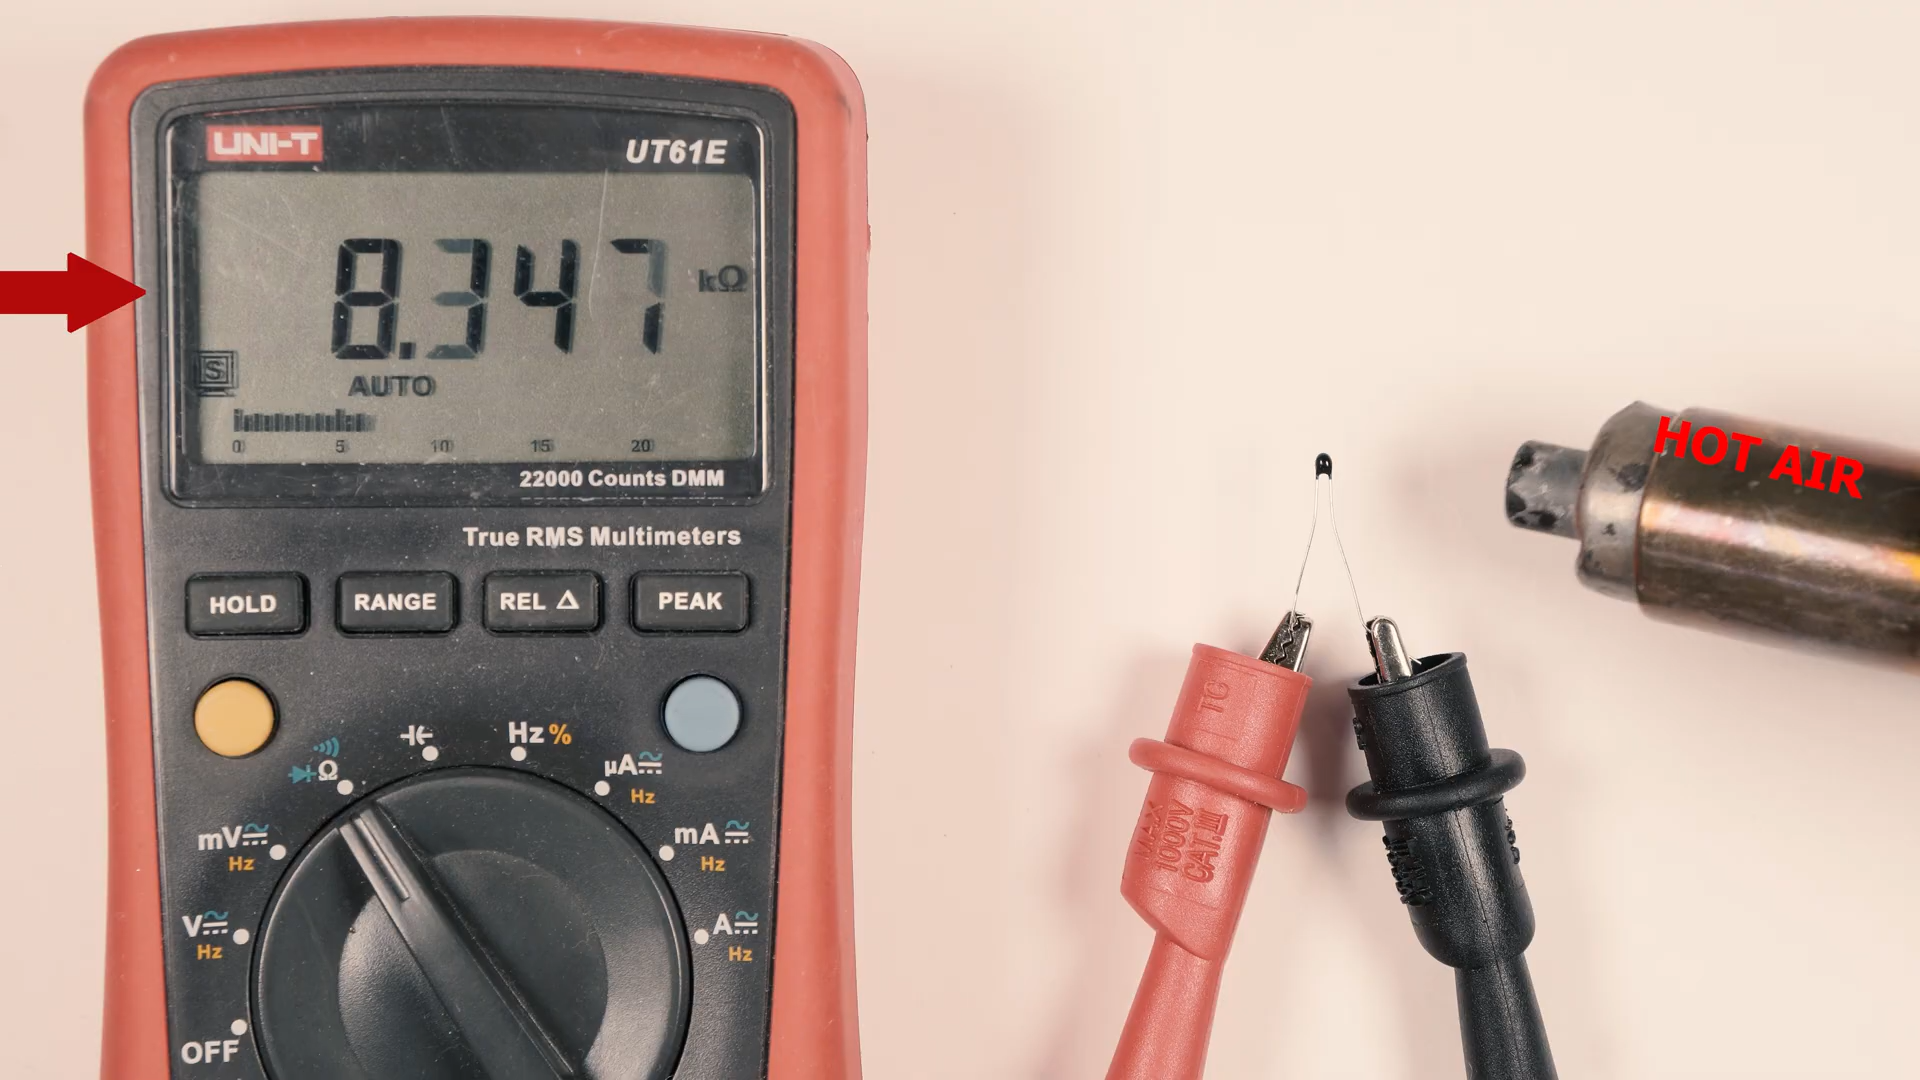 UNI-T
UT61E
8.347 kΩ
S
AUTO
0 5 10 15 20
22000 Counts DMM
True RMS Multimeters
HOLD RANGE REL Δ PEAK
Hz %
Ω
µA
Hz
mV
Hz
mA
Hz
V
Hz
A
Hz
OFF
HOT AIR
TC
MAX
1000V
CAT.III